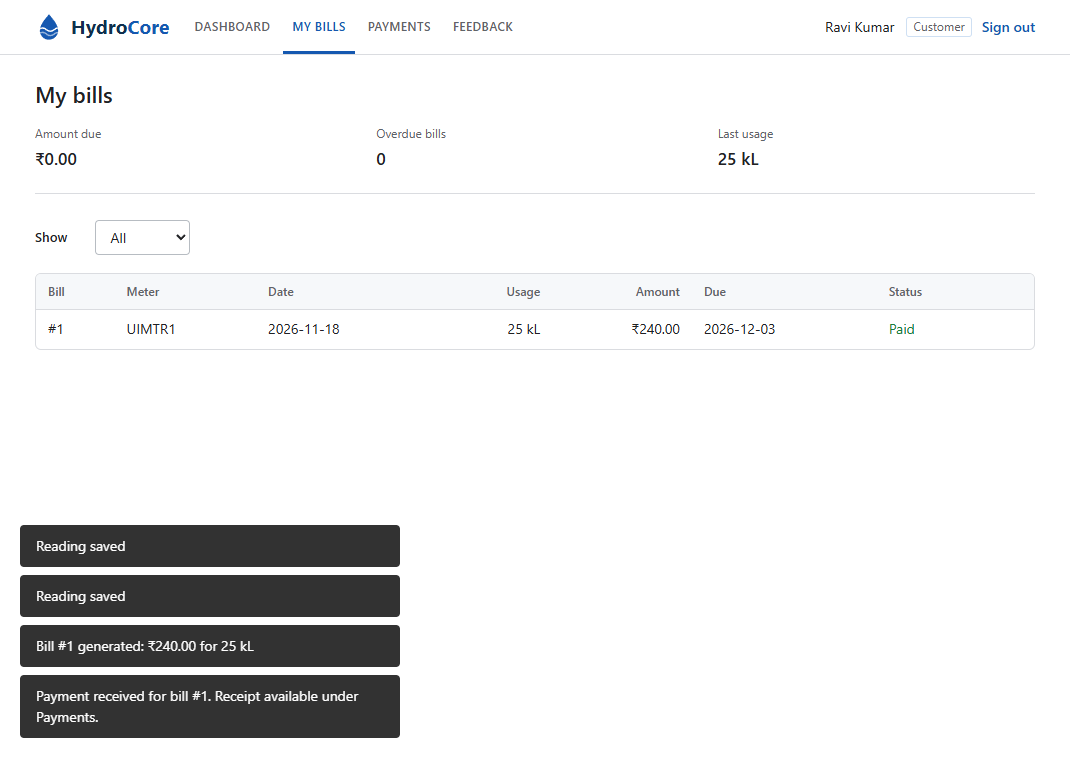 HydroCore DASHBOARD MY BILLS PAYMENTS FEEDBACK Ravi Kumar Customer Sign out
My bills
Amount due Overdue bills Last usage
₹0.00 0 25 kL
Show All
Bill Meter Date Usage Amount Due Status
#1 UIMTR1 2026-11-18 25 kL ₹240.00 2026-12-03 Paid
Reading saved
Reading saved
Bill #1 generated: ₹240.00 for 25 kL
Payment received for bill #1. Receipt available under
Payments.